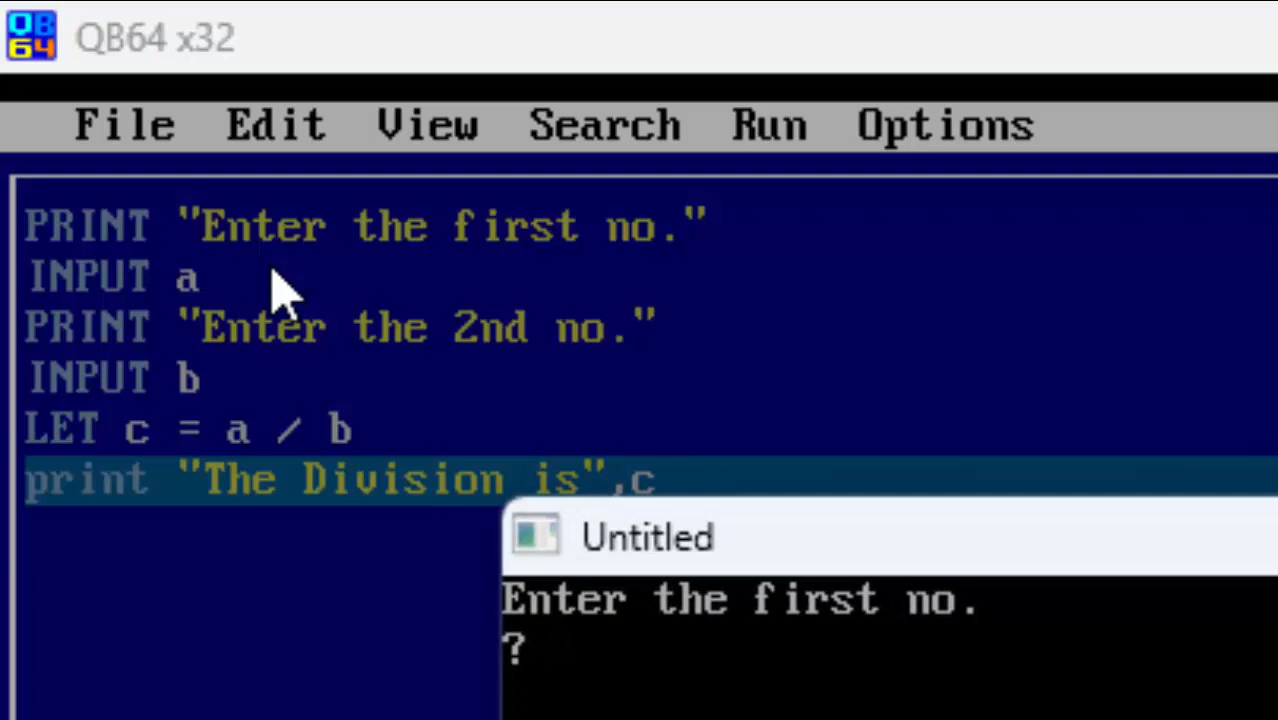 QB64
QB64 x32
File Edit View Search Run Options
PRINT "Enter the first no."
INPUT a
PRINT "Enter the 2nd no."
INPUT b
LET c = a / b
print "The Division is",c
Untitled
Enter the first no.
?